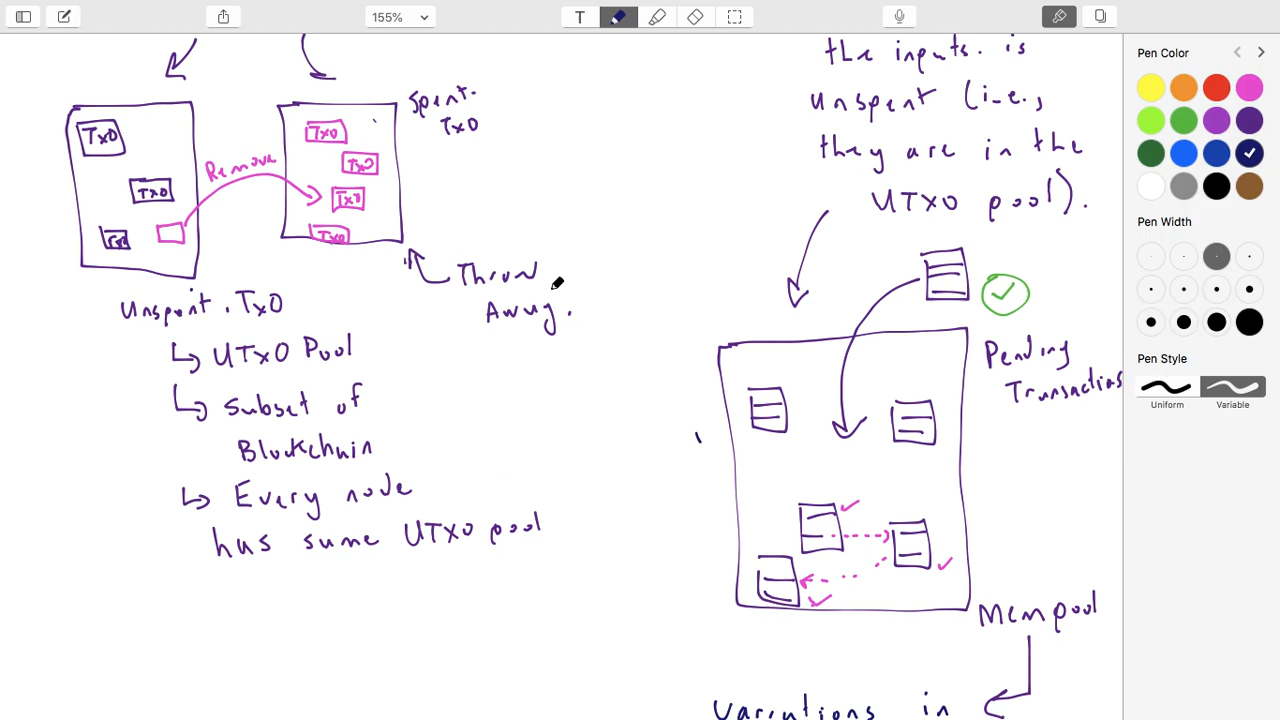 155%
T
Spent.
TxO
TxO
TxO
TxO
TxO
TxO
TxO
Remove
Throw
Away.
Unspent. TxO
↳ UTXO Pool
↳ Subset of
Blockchain
↳ Every node
has same UTXO pool
the inputs. is
unspent (i.e.,
they are in the
UTXO pool).
Pending
Transactions
Mempool
Variations in
Pen Color
Pen Width
Pen Style
Uniform
Variable